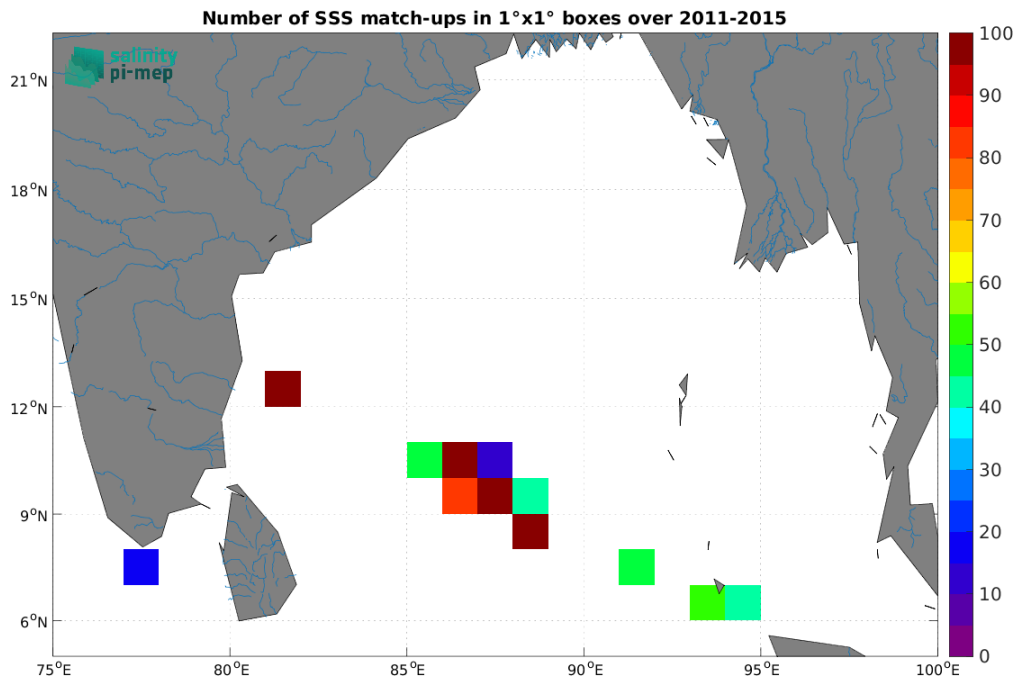 Number of SSS match-ups in 1°x1° boxes over 2011-2015
salinity
pi-mep
21°N
18°N
15°N
12°N
9°N
6°N
75°E 80°E 85°E 90°E 95°E 100°E
100
90
80
70
60
50
40
30
20
10
0